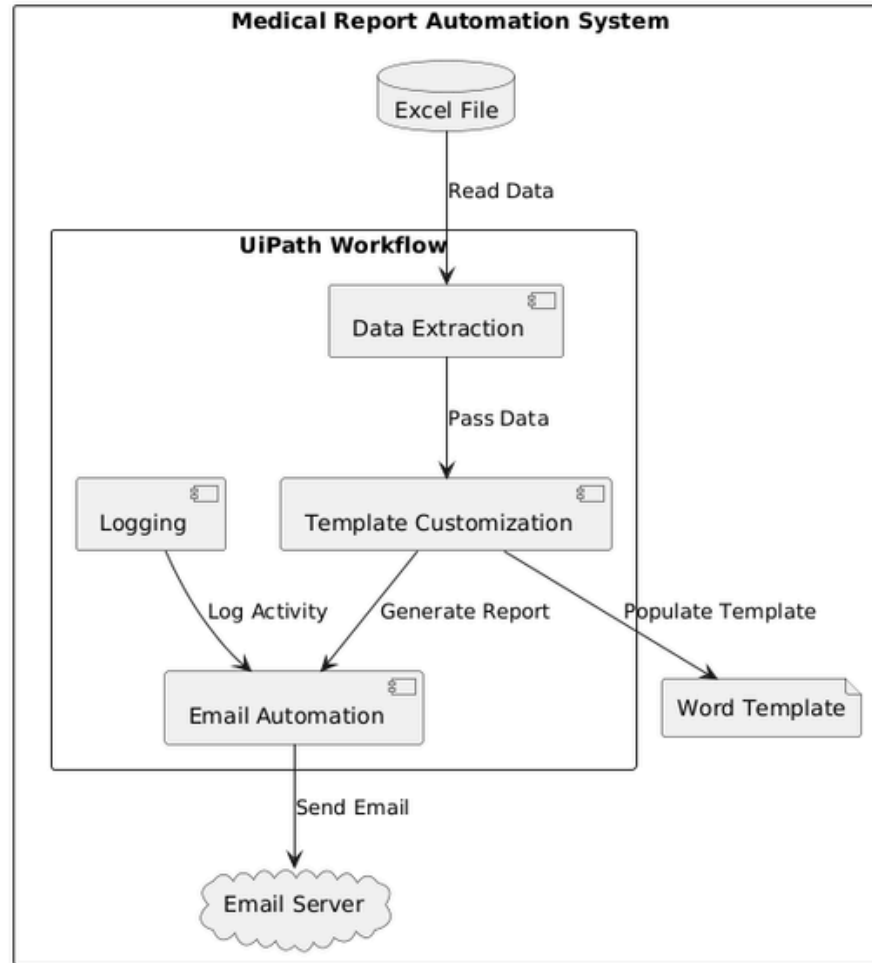 Medical Report Automation System
Excel File
Read Data
UiPath Workflow
Data Extraction
Pass Data
Logging
Template Customization
Log Activity
Generate Report
Populate Template
Email Automation
Word Template
Send Email
Email Server